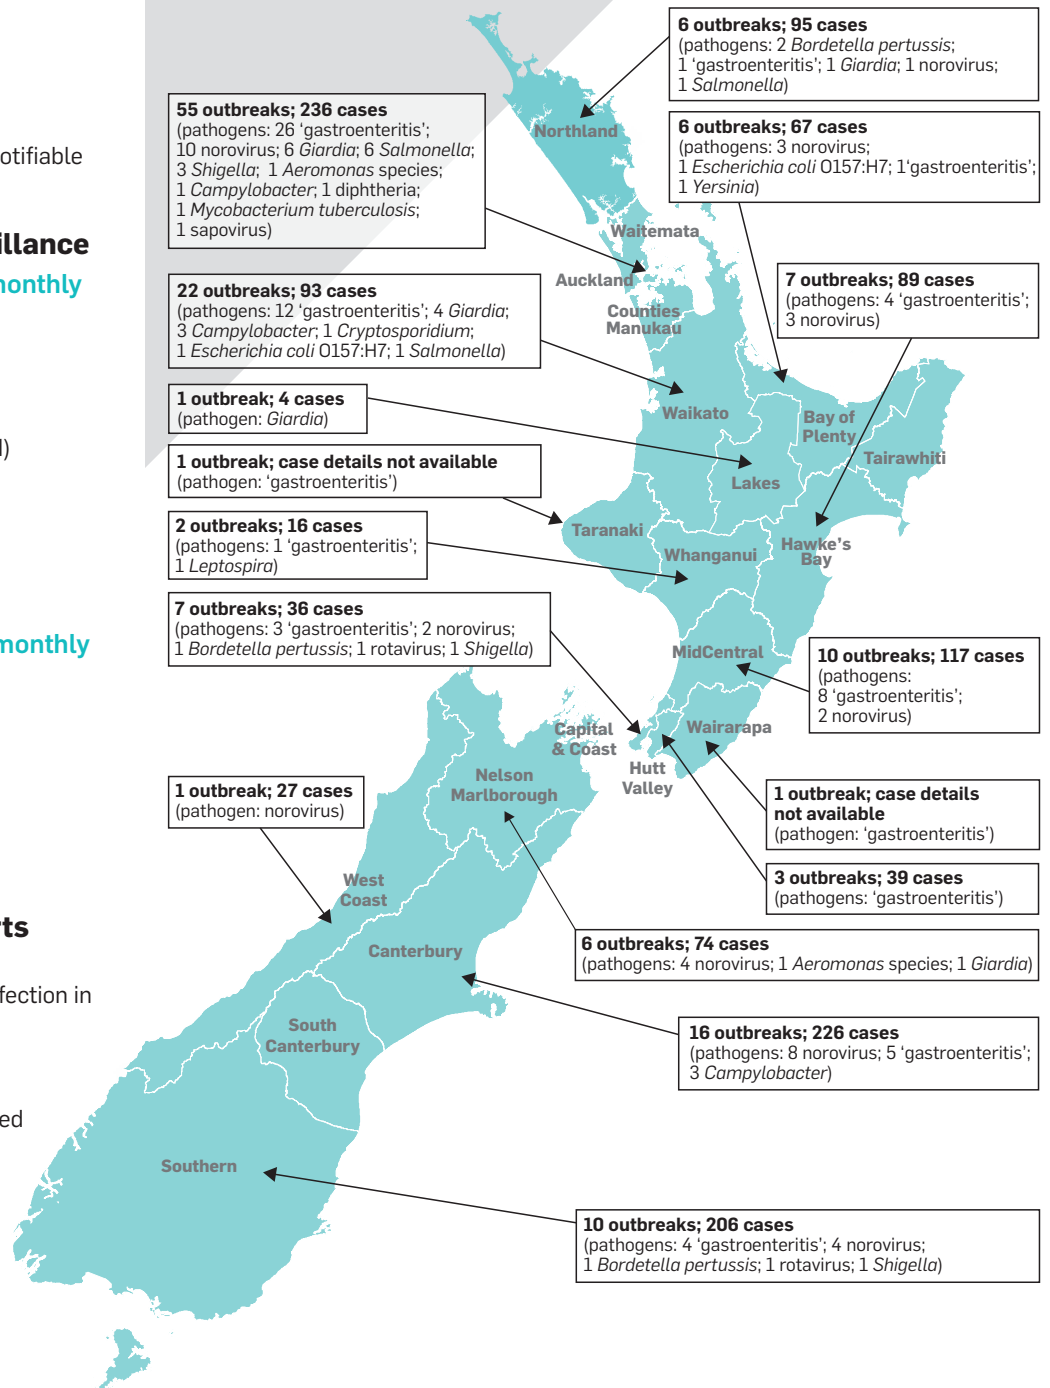 otifiable
illance
monthly
)
monthly
rts
fection in
ed
6 outbreaks; 95 cases
(pathogens: 2 Bordetella pertussis;
1 ‘gastroenteritis’; 1 Giardia; 1 norovirus;
1 Salmonella)
55 outbreaks; 236 cases
(pathogens: 26 ‘gastroenteritis’;
10 norovirus; 6 Giardia; 6 Salmonella;
3 Shigella; 1 Aeromonas species;
1 Campylobacter; 1 diphtheria;
1 Mycobacterium tuberculosis;
1 sapovirus)
6 outbreaks; 67 cases
(pathogens: 3 norovirus;
1 Escherichia coli O157:H7; 1‘gastroenteritis’;
1 Yersinia)
22 outbreaks; 93 cases
(pathogens: 12 ‘gastroenteritis’; 4 Giardia;
3 Campylobacter; 1 Cryptosporidium;
1 Escherichia coli O157:H7; 1 Salmonella)
7 outbreaks; 89 cases
(pathogens: 4 ‘gastroenteritis’;
3 norovirus)
1 outbreak; 4 cases
(pathogen: Giardia)
1 outbreak; case details not available
(pathogen: ‘gastroenteritis’)
2 outbreaks; 16 cases
(pathogens: 1 ‘gastroenteritis’;
1 Leptospira)
7 outbreaks; 36 cases
(pathogens: 3 ‘gastroenteritis’; 2 norovirus;
1 Bordetella pertussis; 1 rotavirus; 1 Shigella)
10 outbreaks; 117 cases
(pathogens:
8 ‘gastroenteritis’;
2 norovirus)
1 outbreak; 27 cases
(pathogen: norovirus)
1 outbreak; case details
not available
(pathogen: ‘gastroenteritis’)
3 outbreaks; 39 cases
(pathogens: ‘gastroenteritis’)
6 outbreaks; 74 cases
(pathogens: 4 norovirus; 1 Aeromonas species; 1 Giardia)
16 outbreaks; 226 cases
(pathogens: 8 norovirus; 5 ‘gastroenteritis’;
3 Campylobacter)
10 outbreaks; 206 cases
(pathogens: 4 ‘gastroenteritis’; 4 norovirus;
1 Bordetella pertussis; 1 rotavirus; 1 Shigella)
Northland
Waitemata
Auckland
Counties
Manukau
Waikato
Bay of
Plenty
Tairawhiti
Lakes
Taranaki
Whanganui
Hawke’s
Bay
MidCentral
Wairarapa
Capital
& Coast
Hutt
Valley
Nelson
Marlborough
West
Coast
Canterbury
South
Canterbury
Southern